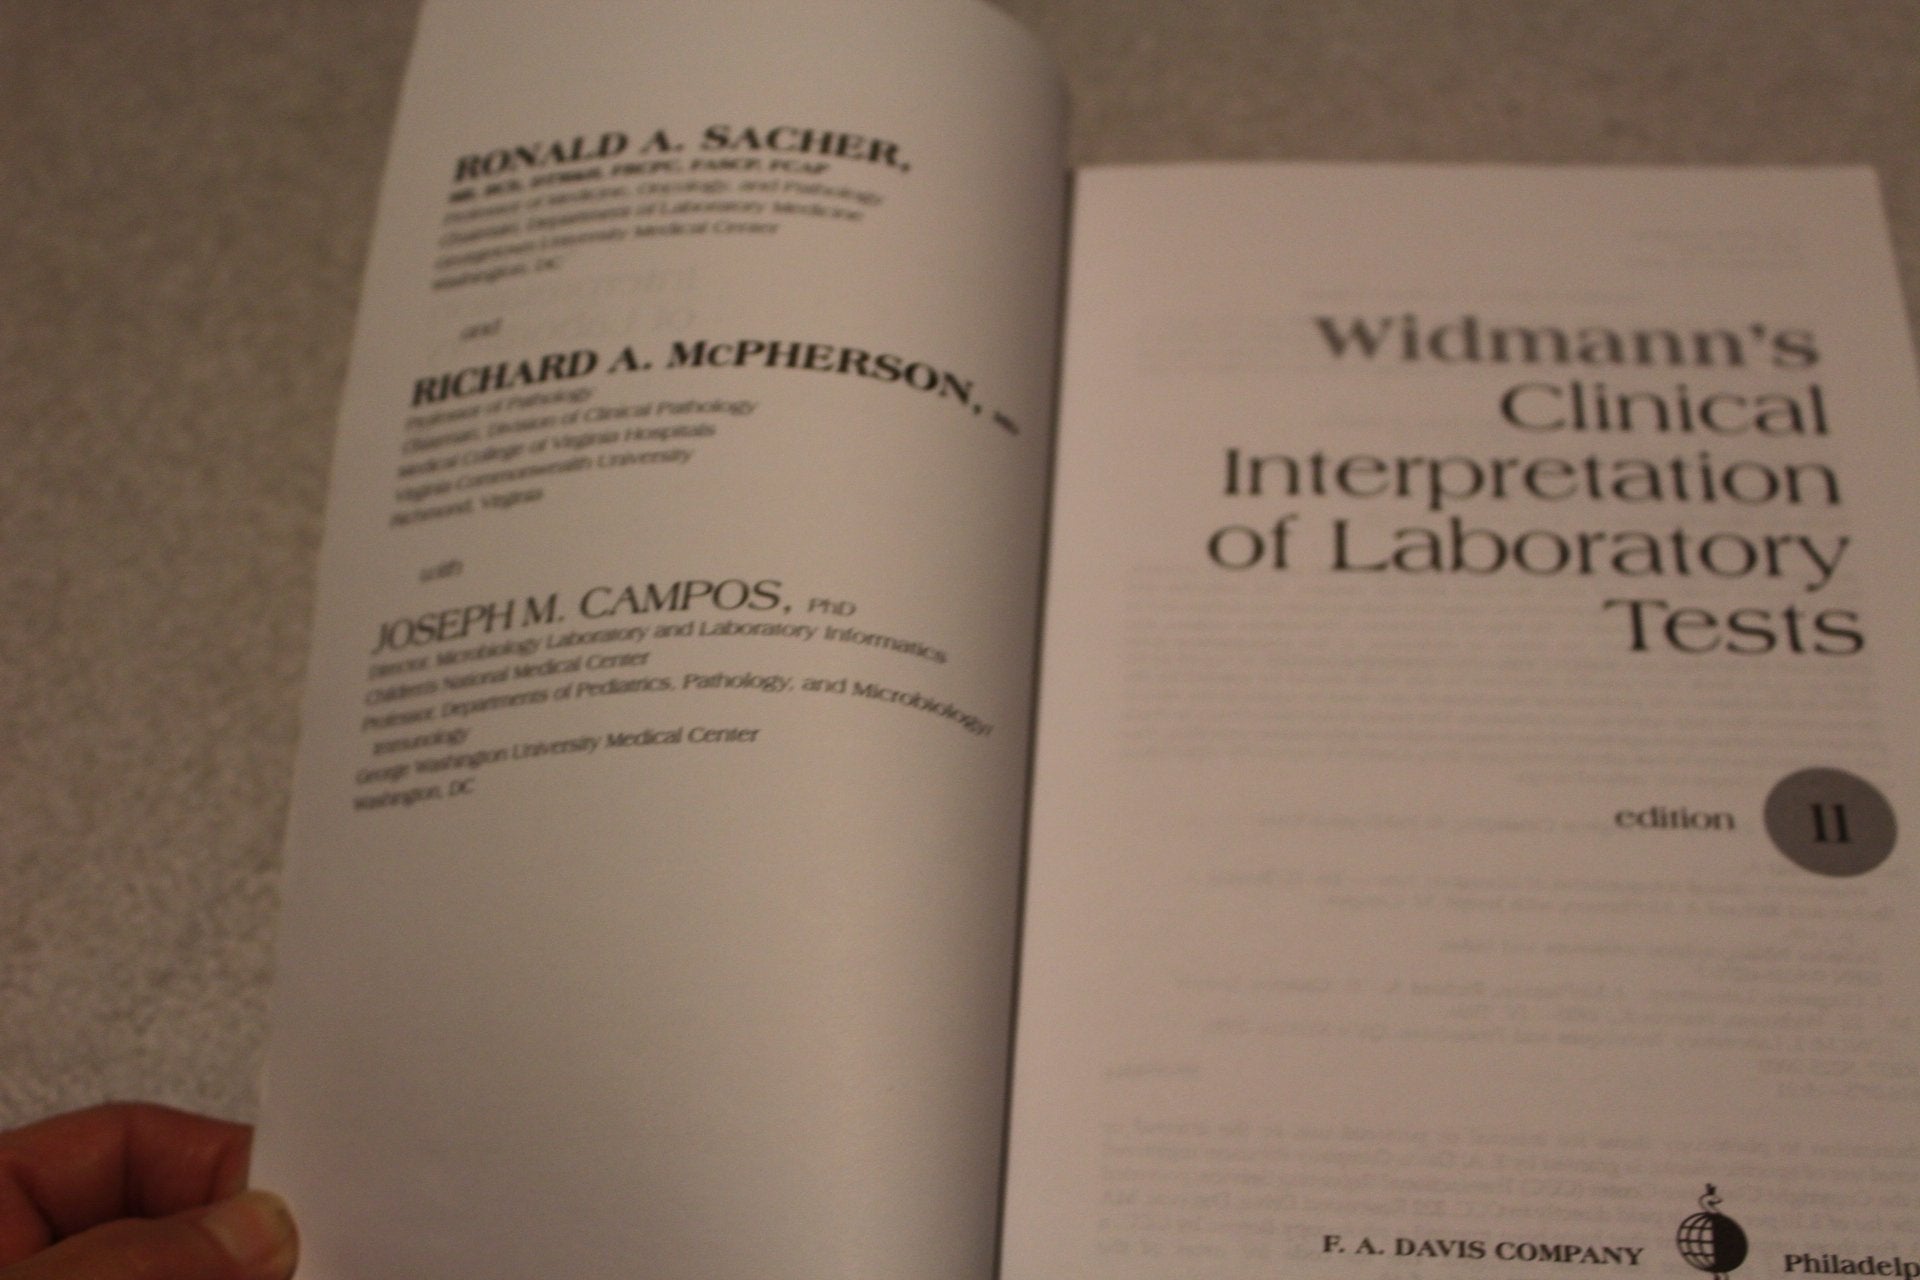 RONALD A. SACHER,
Professor of Medicine, Oncology, and Pathology
Chairman, Department of Laboratory Medicine
Georgetown University Medical Center
Washington, DC
and
RICHARD A. McPHERSON, MD
Professor of Pathology
Chairman, Division of Clinical Pathology
Medical College of Virginia Hospitals
Virginia Commonwealth University
Richmond, Virginia
with
JOSEPH M. CAMPOS, PhD
Director, Microbiology Laboratory and Laboratory Informatics
Children's National Medical Center
Professor, Departments of Pediatrics, Pathology, and Microbiology/
Immunology
George Washington University Medical Center
Washington, DC
Widmann's
Clinical
Interpretation
of Laboratory
Tests
edition 11
F. A. DAVIS COMPANY Philadelp